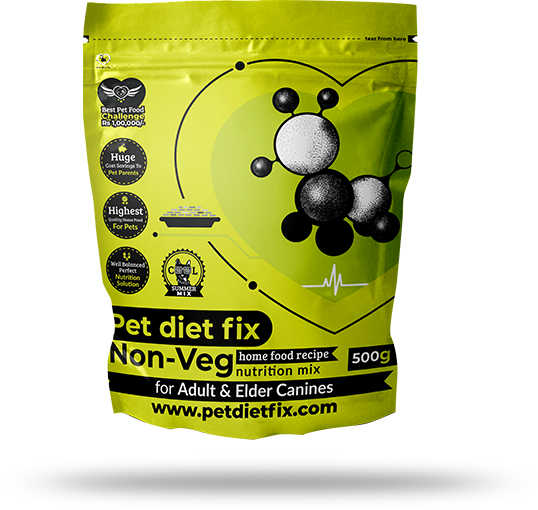 tear from here
Best Pet Food
Challenge
Rs 1,00,000/-
Huge
Cost Savings To
Pet Parents
Highest
Quality Home Food
For Pets
Well Balanced
Perfect
Nutrition
Solution
COOL
SUMMER
MIX
Pet diet fix
Non-Veg
home food recipe
nutrition mix
500g
for Adult & Elder Canines
www.petdietfix.com